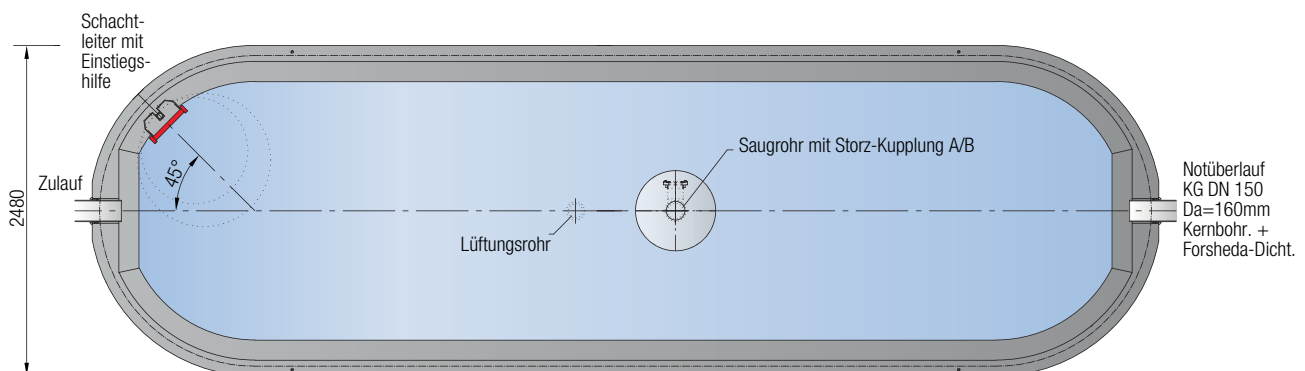 Schacht-
leiter mit
Einstiegs-
hilfe
45°
Zulauf
2480
Saugrohr mit Storz-Kupplung A/B
Lüftungsrohr
Notüberlauf
KG DN 150
Da=160mm
Kernbohr. +
Forsheda-Dicht.